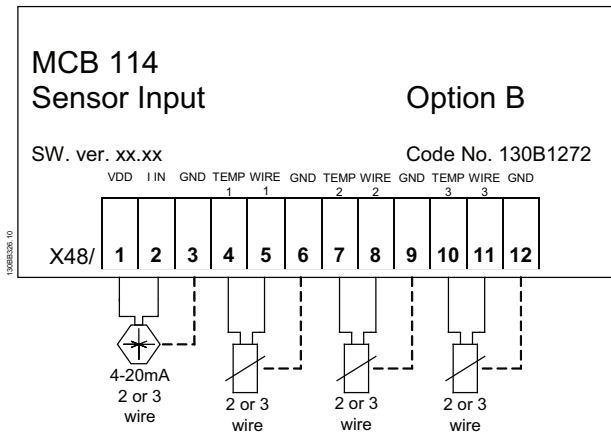 MCB 114
Sensor Input Option B
SW. ver. xx.xx Code No. 130B1272
VDD I IN GND TEMP WIRE GND TEMP WIRE GND TEMP WIRE GND
1 1 2 2 3 3
X48/ 1 2 3 4 5 6 7 8 9 10 11 12
130BB326.10
4-20mA
2 or 3
wire
2 or 3
wire
2 or 3
wire
2 or 3
wire